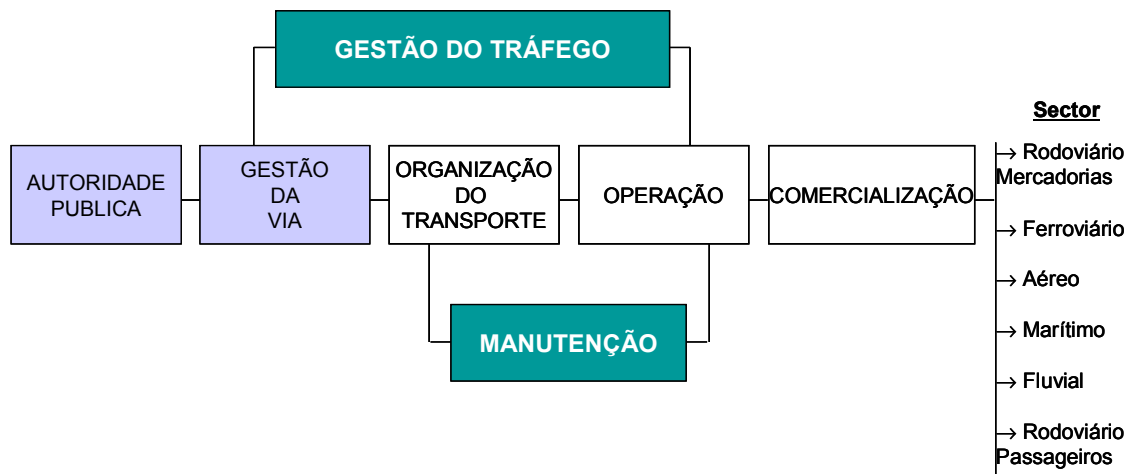 GESTÃO DO TRÁFEGO
AUTORIDADE
PUBLICA
GESTÃO
DA
VIA
ORGANIZAÇÃO
DO
TRANSPORTE
OPERAÇÃO
COMERCIALIZAÇÃO
MANUTENÇÃO
Sector
→ Rodoviário
Mercadorias
→ Ferroviário
→ Aéreo
→ Marítimo
→ Fluvial
→ Rodoviário
Passageiros